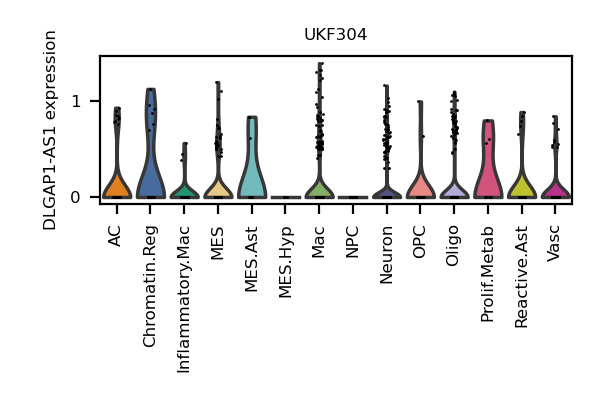 UKF304
DLGAP1-AS1 expression
1
0
AC
Chromatin.Reg
Inflammatory.Mac
MES
MES.Ast
MES.Hyp
Mac
NPC
Neuron
OPC
Oligo
Prolif.Metab
Reactive.Ast
Vasc